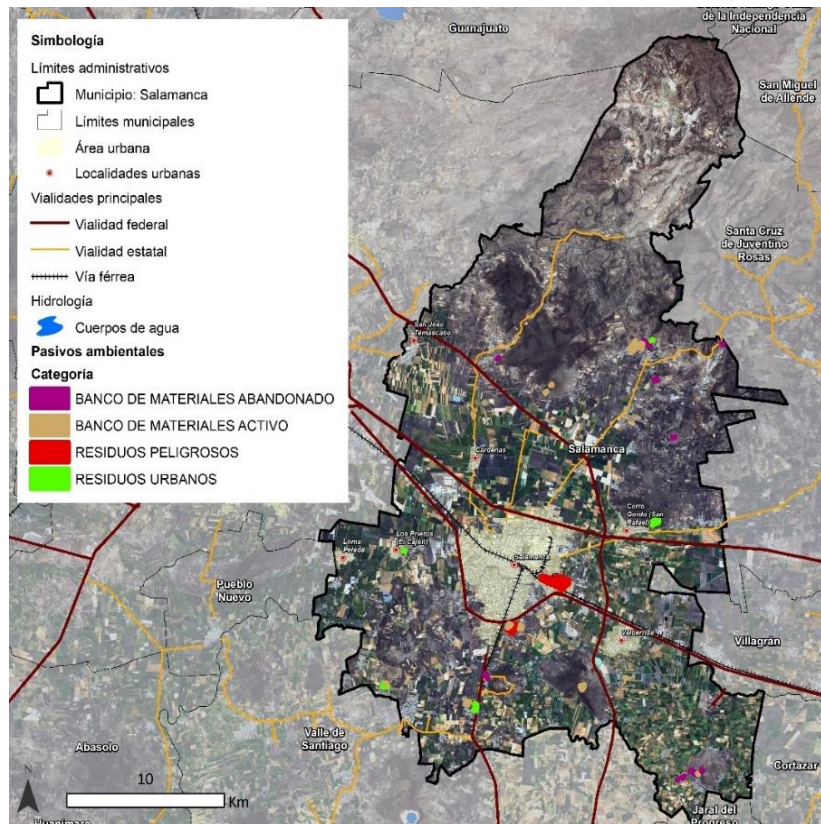 Simbología
Límites administrativos
Municipio: Salamanca
Límites municipales
Área urbana
Localidades urbanas
Vialidades principales
Vialidad federal
Vialidad estatal
Vía férrea
Hidrología
Cuerpos de agua
Pasivos ambientales
Categoría
BANCO DE MATERIALES ABANDONADO
BANCO DE MATERIALES ACTIVO
RESIDUOS PELIGROSOS
RESIDUOS URBANOS
Guanajuato
de la Independencia
Nacional
San Miguel
de Allende
Santa Cruz
de Juventino
Rosas
San José
Temascatío
Cárdenas
Salamanca
Cerro
Gordo (San
Rafael)
Loma
Pelada
Los Prietos
(El Cajón)
Salamanca
Pueblo
Nuevo
Valtierrilla
Villagrán
Valle de
Santiago
Abasolo
Cortazar
Jaral del
Progreso
N
10
Km